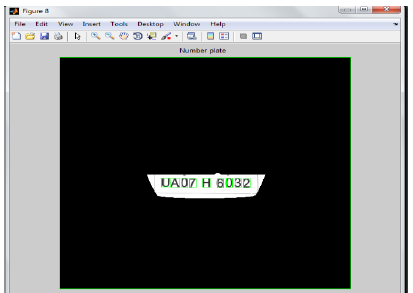 Figure 8
File Edit View Insert Tools Desktop Window Help
Number plate
UA07 H 6032